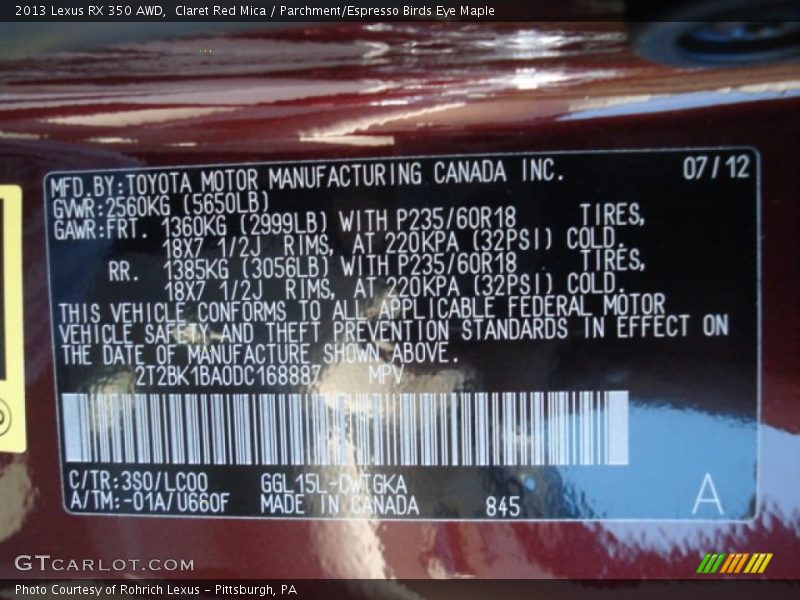 2013 Lexus RX 350 AWD,  Claret Red Mica / Parchment/Espresso Birds Eye Maple
07/12
MFD.BY:TOYOTA MOTOR MANUFACTURING CANADA INC.
GVWR:2560KG (5650LB)
GAWR:FRT. 1360KG (2999LB) WITH P235/60R18 TIRES,
18X7 1/2J RIMS, AT 220KPA (32PSI) COLD.
RR. 1385KG (3056LB) WITH P235/60R18 TIRES,
18X7 1/2J RIMS, AT 220KPA (32PSI) COLD.
THIS VEHICLE CONFORMS TO ALL APPLICABLE FEDERAL MOTOR
VEHICLE SAFETY AND THEFT PREVENTION STANDARDS IN EFFECT ON
THE DATE OF MANUFACTURE SHOWN ABOVE.
2T2BK1BA0DC168887 MPV
C/TR:3S0/LC00 GGL15L-CWTGKA
A/TM:-01A/U660F MADE IN CANADA 845 A
GTCARLOT.COM
Photo Courtesy of Rohrich Lexus – Pittsburgh, PA